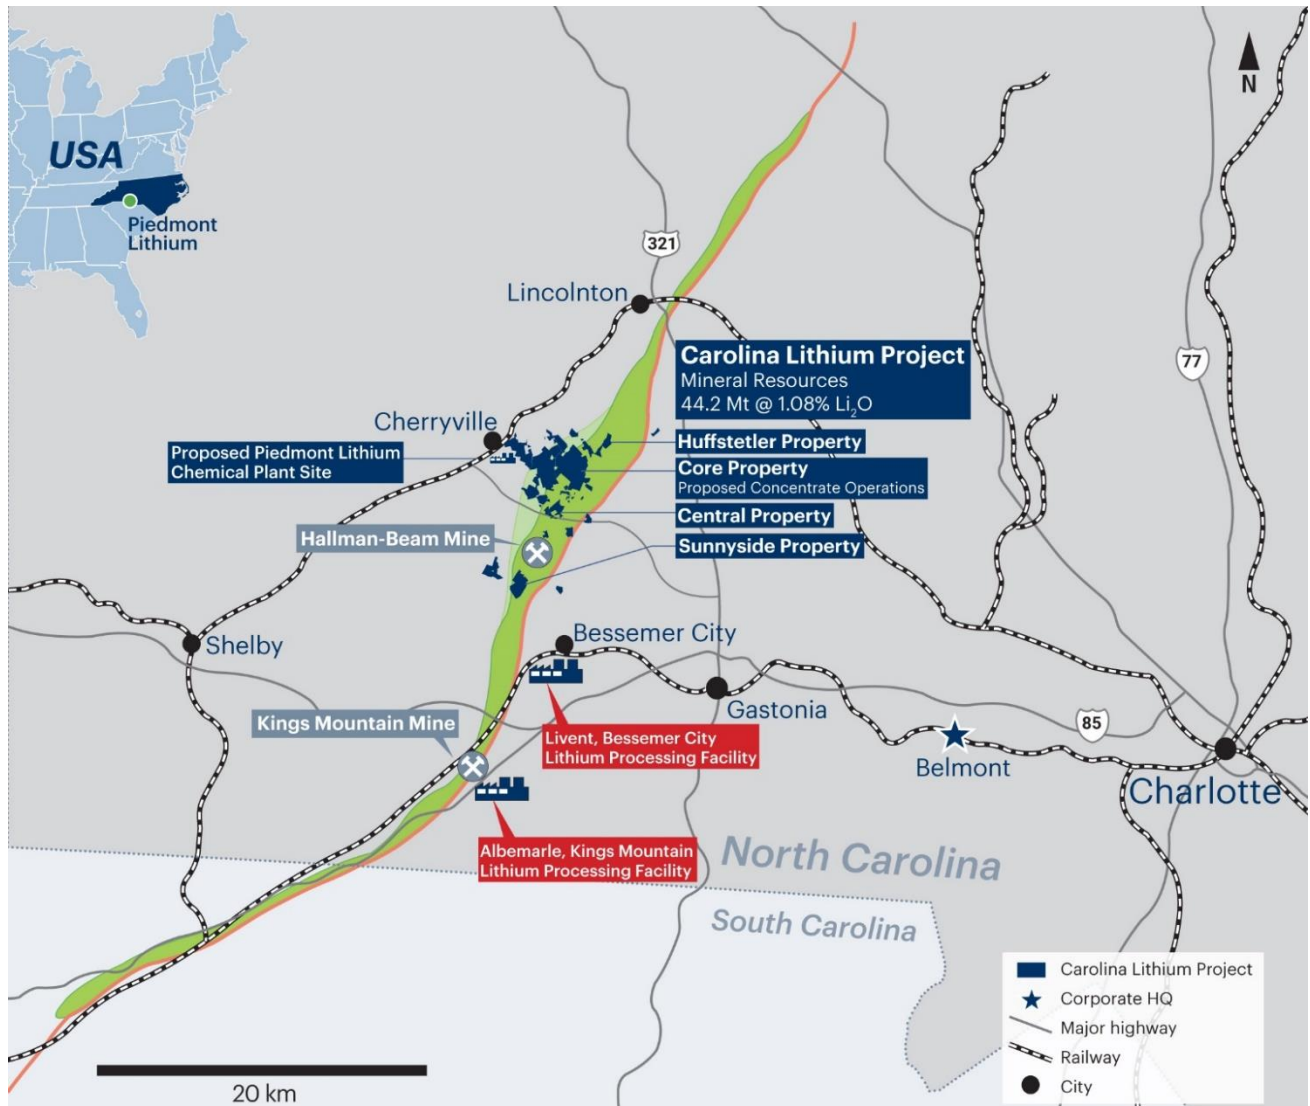 N
USA
Piedmont
Lithium
321
Lincolnton
77
Carolina Lithium Project
Mineral Resources
44.2 Mt @ 1.08% Li₂O
Cherryville
Proposed Piedmont Lithium
Chemical Plant Site
Huffstetler Property
Core Property
Proposed Concentrate Operations
Central Property
Hallman-Beam Mine
Sunnyside Property
Shelby
Bessemer City
Kings Mountain Mine
Gastonia
85
Livent, Bessemer City
Lithium Processing Facility
Belmont
Charlotte
Albemarle, Kings Mountain
Lithium Processing Facility
North Carolina
South Carolina
Carolina Lithium Project
Corporate HQ
Major highway
Railway
City
20 km